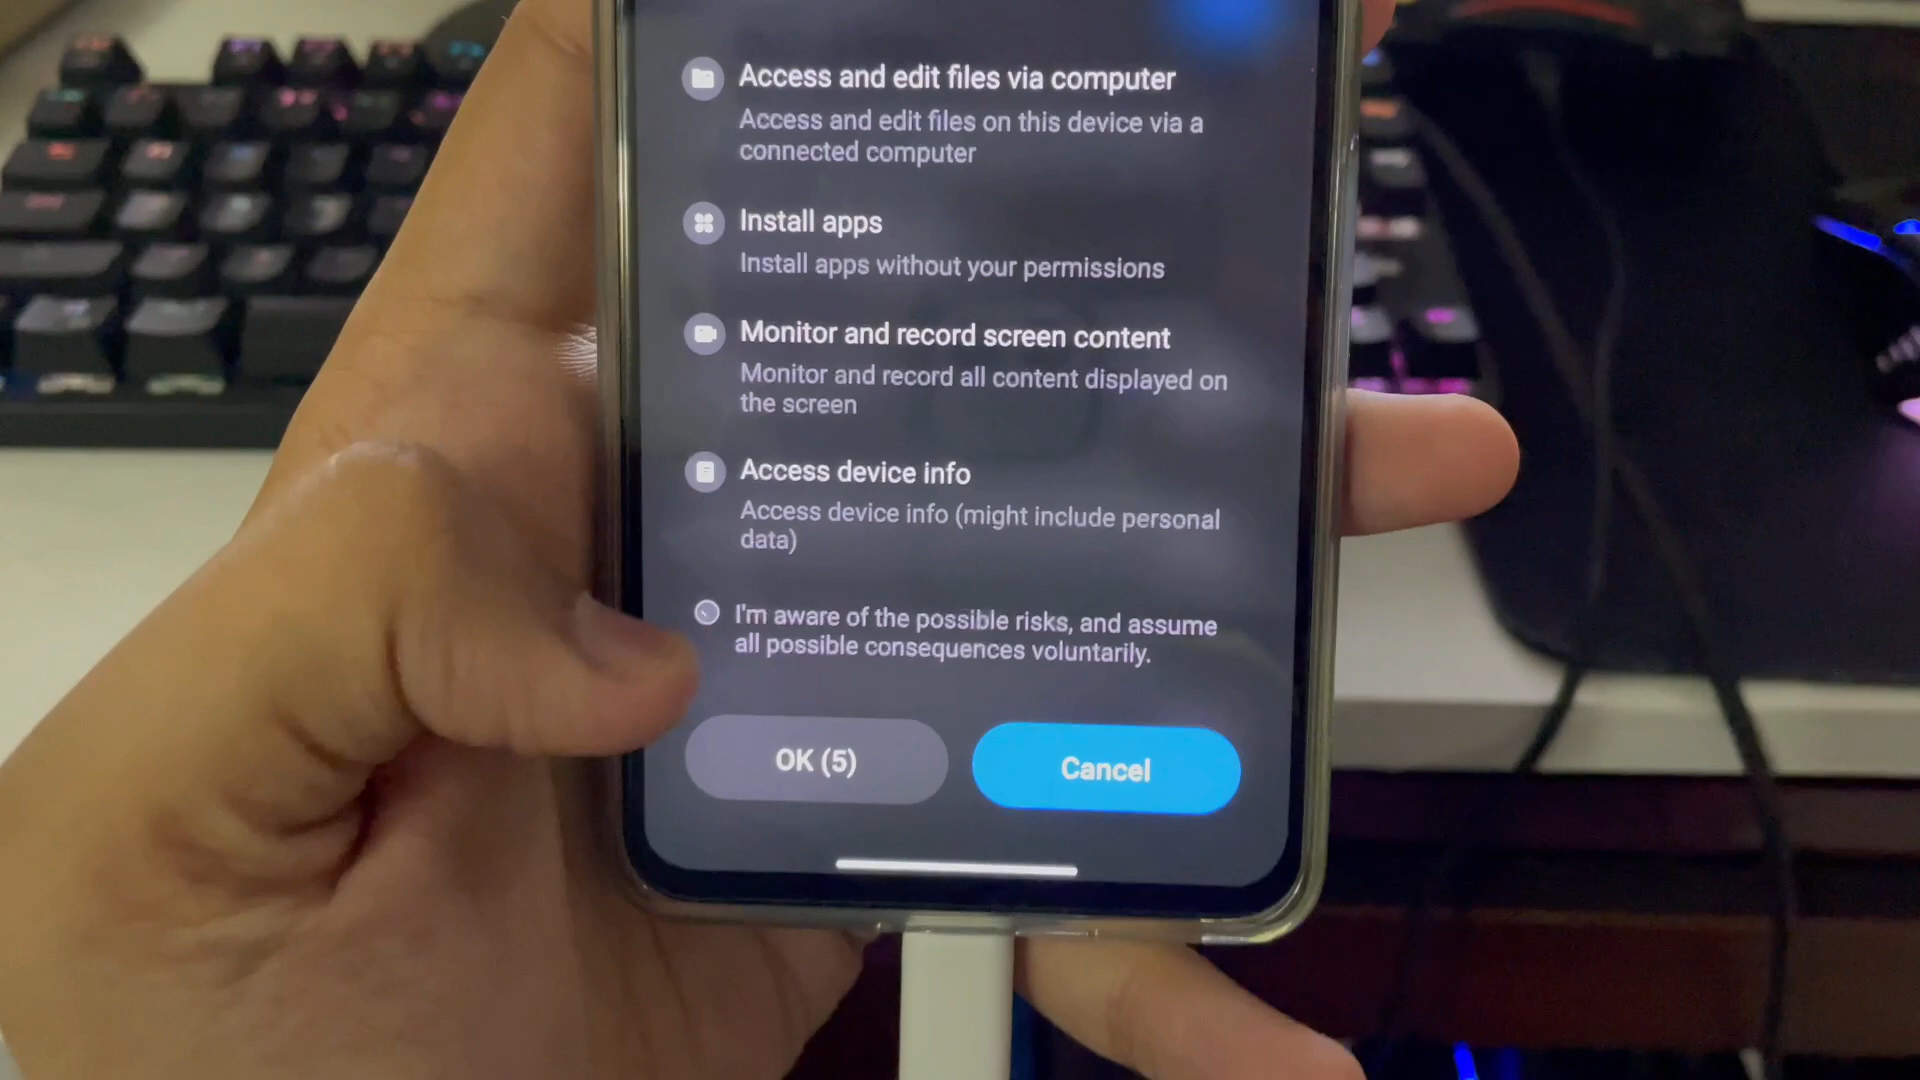 Access and edit files via computer
Access and edit files on this device via a
connected computer
Install apps
Install apps without your permissions
Monitor and record screen content
Monitor and record all content displayed on
the screen
Access device info
Access device info (might include personal
data)
I'm aware of the possible risks, and assume
all possible consequences voluntarily.
OK (5)
Cancel